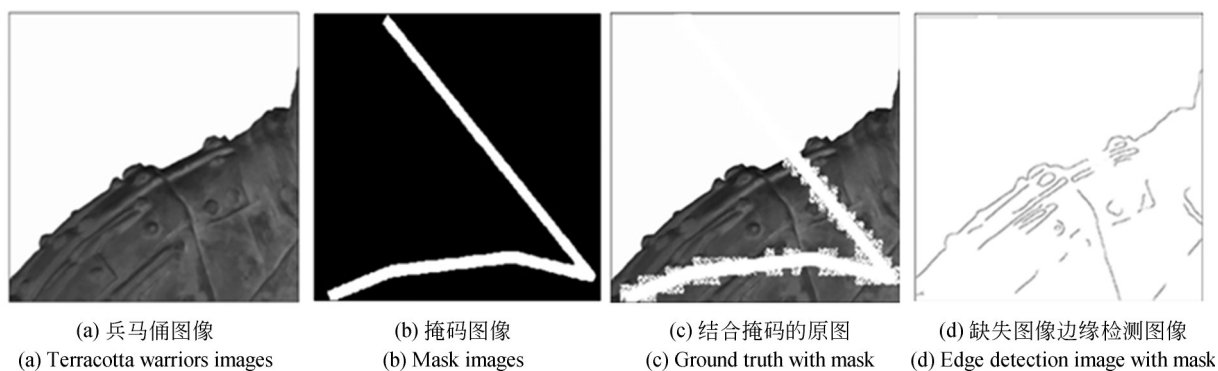 (a) 兵马俑图像
(a) Terracotta warriors images
(b) 掩码图像
(b) Mask images
(c) 结合掩码的原图
(c) Ground truth with mask
(d) 缺失图像边缘检测图像
(d) Edge detection image with mask